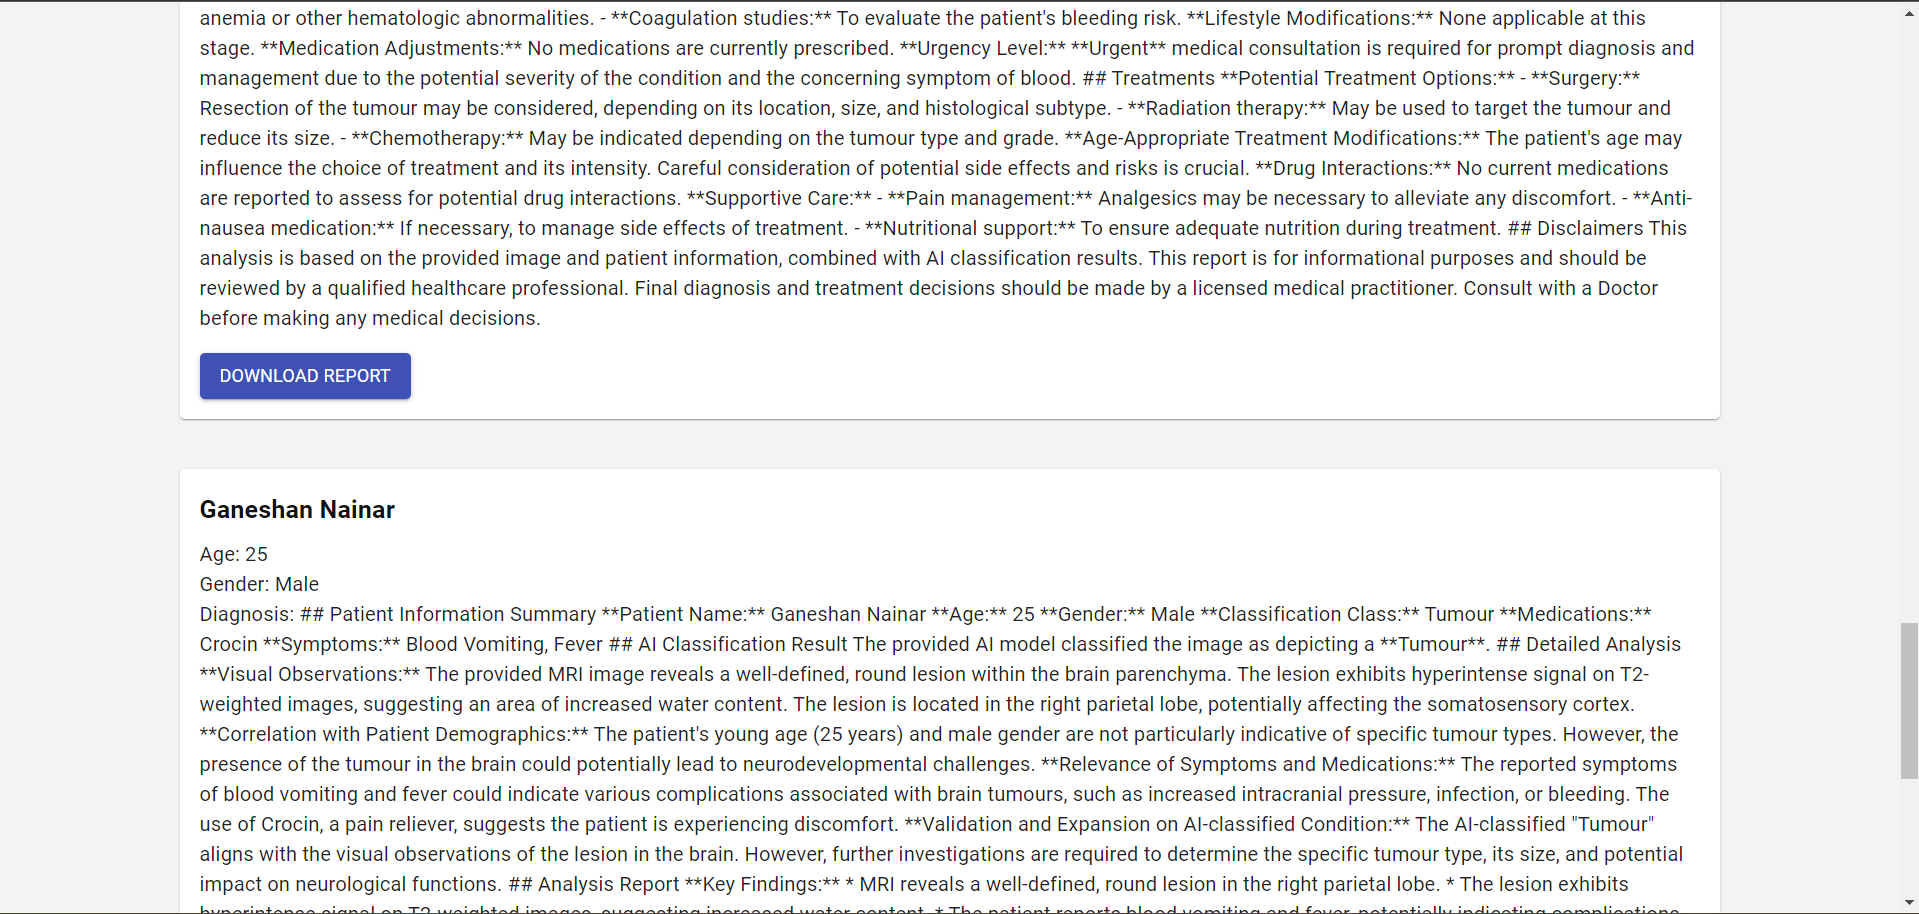 anemia or other hematologic abnormalities. - **Coagulation studies:** To evaluate the patient's bleeding risk. **Lifestyle Modifications:** None applicable at this
stage. **Medication Adjustments:** No medications are currently prescribed. **Urgency Level:** **Urgent** medical consultation is required for prompt diagnosis and
management due to the potential severity of the condition and the concerning symptom of blood. ## Treatments **Potential Treatment Options:** - **Surgery:**
Resection of the tumour may be considered, depending on its location, size, and histological subtype. - **Radiation therapy:** May be used to target the tumour and
reduce its size. - **Chemotherapy:** May be indicated depending on the tumour type and grade. **Age-Appropriate Treatment Modifications:** The patient's age may
influence the choice of treatment and its intensity. Careful consideration of potential side effects and risks is crucial. **Drug Interactions:** No current medications
are reported to assess for potential drug interactions. **Supportive Care:** - **Pain management:** Analgesics may be necessary to alleviate any discomfort. - **Anti-
nausea medication:** If necessary, to manage side effects of treatment. - **Nutritional support:** To ensure adequate nutrition during treatment. ## Disclaimers This
analysis is based on the provided image and patient information, combined with AI classification results. This report is for informational purposes and should be
reviewed by a qualified healthcare professional. Final diagnosis and treatment decisions should be made by a licensed medical practitioner. Consult with a Doctor
before making any medical decisions.
DOWNLOAD REPORT
Ganeshan Nainar
Age: 25
Gender: Male
Diagnosis: ## Patient Information Summary **Patient Name:** Ganeshan Nainar **Age:** 25 **Gender:** Male **Classification Class:** Tumour **Medications:**
Crocin **Symptoms:** Blood Vomiting, Fever ## AI Classification Result The provided AI model classified the image as depicting a **Tumour**. ## Detailed Analysis
**Visual Observations:** The provided MRI image reveals a well-defined, round lesion within the brain parenchyma. The lesion exhibits hyperintense signal on T2-
weighted images, suggesting an area of increased water content. The lesion is located in the right parietal lobe, potentially affecting the somatosensory cortex.
**Correlation with Patient Demographics:** The patient's young age (25 years) and male gender are not particularly indicative of specific tumour types. However, the
presence of the tumour in the brain could potentially lead to neurodevelopmental challenges. **Relevance of Symptoms and Medications:** The reported symptoms
of blood vomiting and fever could indicate various complications associated with brain tumours, such as increased intracranial pressure, infection, or bleeding. The
use of Crocin, a pain reliever, suggests the patient is experiencing discomfort. **Validation and Expansion on AI-classified Condition:** The AI-classified "Tumour"
aligns with the visual observations of the lesion in the brain. However, further investigations are required to determine the specific tumour type, its size, and potential
impact on neurological functions. ## Analysis Report **Key Findings:** * MRI reveals a well-defined, round lesion in the right parietal lobe. * The lesion exhibits
hyperintense signal on T2-weighted images, suggesting increased water content. * The patient reports blood vomiting and fever, potentially indicating complications